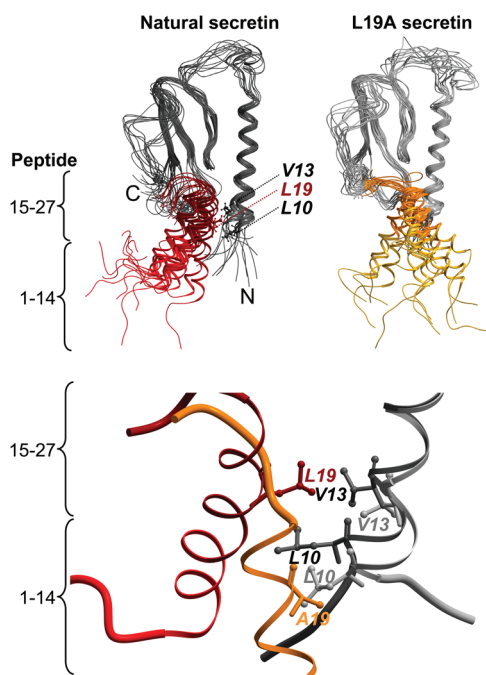 Natural secretin
L19A secretin
Peptide
15-27
1-14
C
V13
L19
L10
N
15-27
1-14
L19
V13
V13
L10
L10
A19